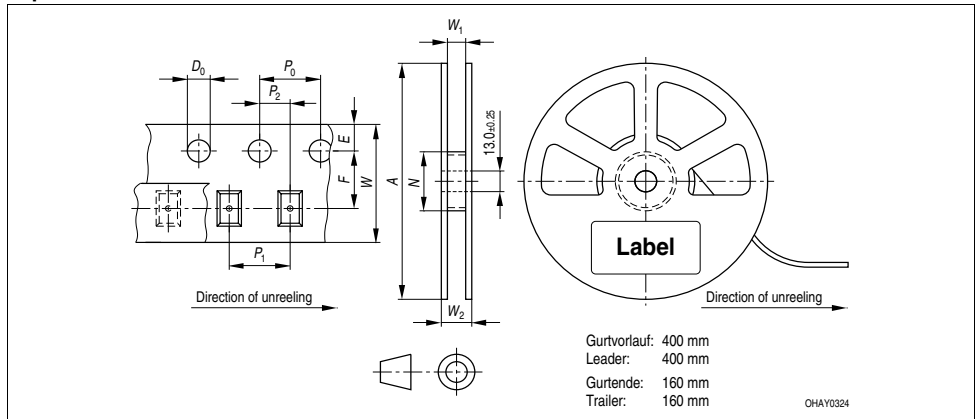 W1
D0
P0
P2
E
F
W
A
N
13.0±0.25
P1
W2
Label
Direction of unreeling
Direction of unreeling
Gurtvorlauf: 400 mm
Leader: 400 mm
Gurtende: 160 mm
Trailer: 160 mm
OHAY0324